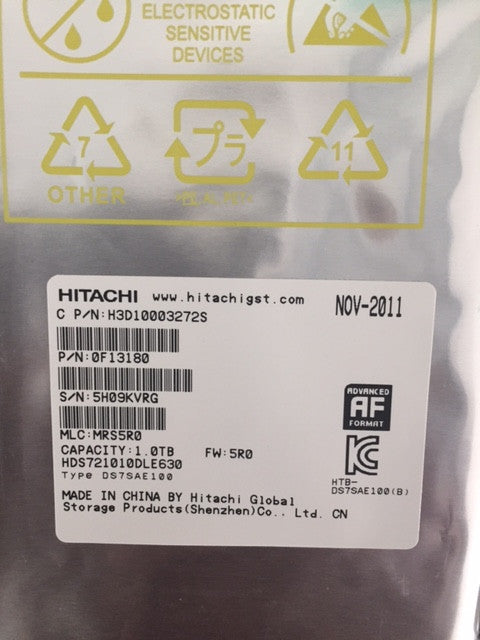 ELECTROSTATIC
SENSITIVE
DEVICES
7
OTHER
プラ
11
HITACHI www.hitachigst.com NOV-2011
C P/N:H3D10003272S
P/N:0F13180
S/N:5H09KVRG
MLC:MRS5R0
CAPACITY:1.0TB FW:5R0
HDS721010DLE630
Type DS7SAE100
ADVANCED
AF
FORMAT
HTB-
DS7SAE100(B)
MADE IN CHINA BY Hitachi Global
Storage Products(Shenzhen)Co., Ltd. CN